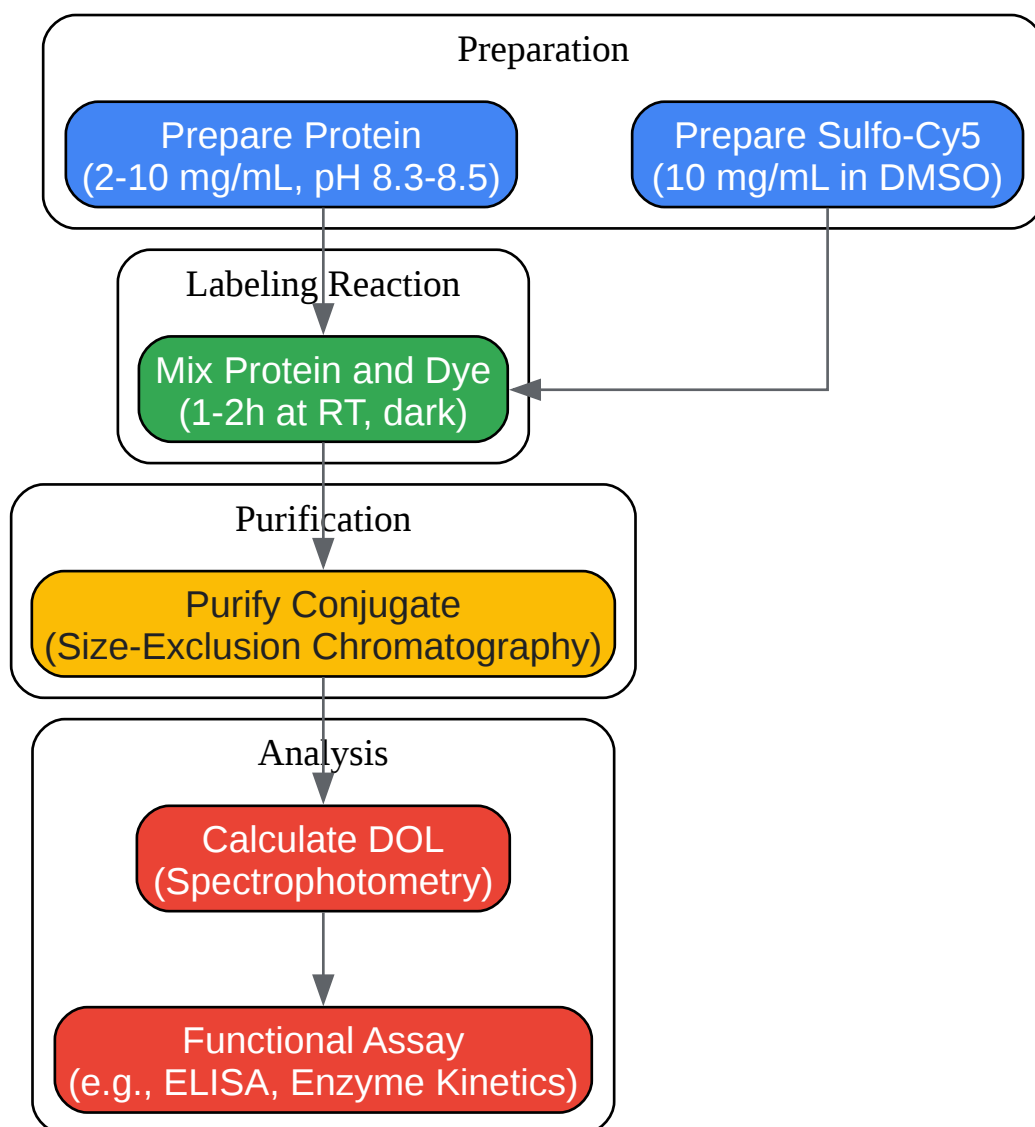 Preparation
Prepare Protein
(2-10 mg/mL, pH 8.3-8.5)
Prepare Sulfo-Cy5
(10 mg/mL in DMSO)
Labeling Reaction
Mix Protein and Dye
(1-2h at RT, dark)
Purification
Purify Conjugate
(Size-Exclusion Chromatography)
Analysis
Calculate DOL
(Spectrophotometry)
Functional Assay
(e.g., ELISA, Enzyme Kinetics)